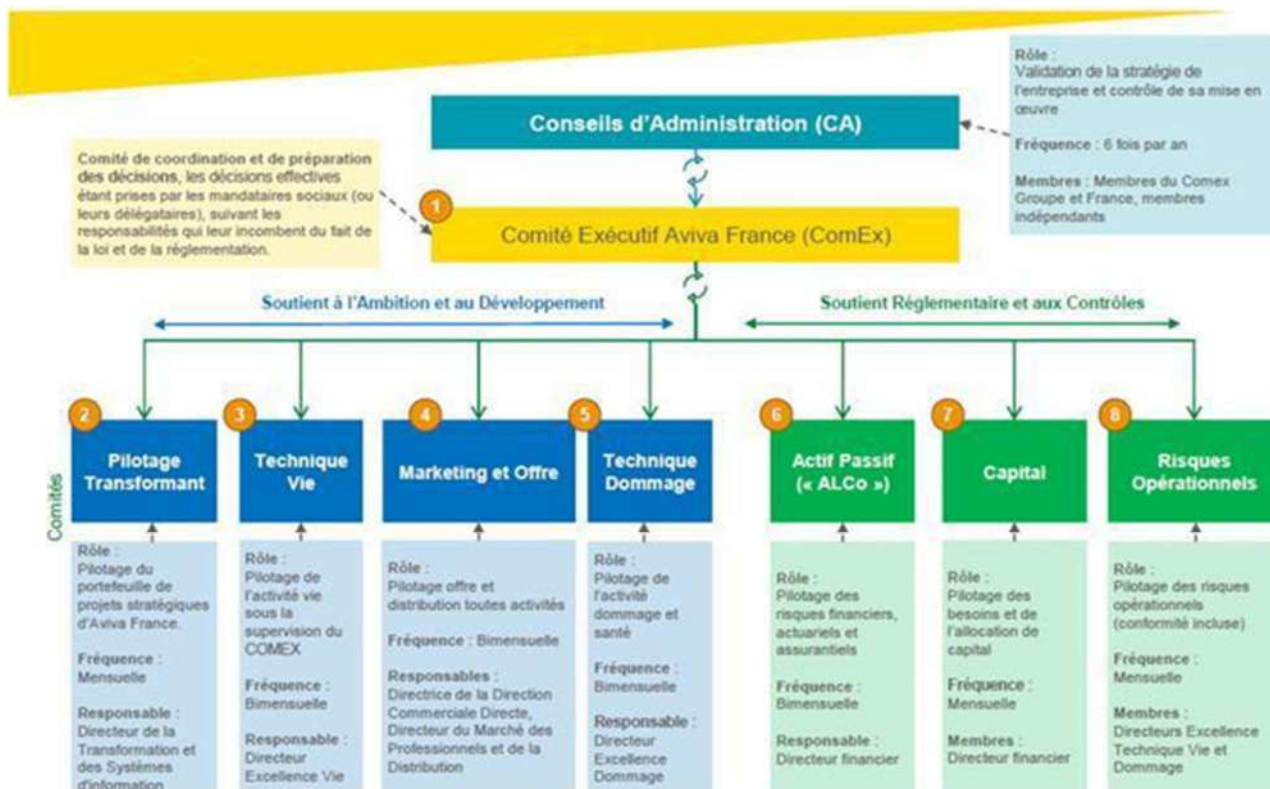 Rôle :
Validation de la stratégie de
l'entreprise et contrôle de sa mise en
œuvre
Fréquence : 6 fois par an
Membres : Membres du Comex
Groupe et France, membres
indépendants
Conseils d'Administration (CA)
Comité de coordination et de préparation
des décisions, les décisions effectives
étant prises par les mandataires sociaux (ou
leurs délégataires), suivant les
responsabilités qui leur incombent du fait de
la loi et de la réglementation.
1
Comité Exécutif Aviva France (ComEx)
Soutient à l'Ambition et au Développement
Soutient Réglementaire et aux Contrôles
Comités
2
Pilotage
Transformant
Rôle :
Pilotage du
portefeuille de
projets stratégiques
d'Aviva France.
Fréquence :
Mensuelle
Responsable :
Directeur de la
Transformation et
des Systèmes
d'information
3
Technique
Vie
Rôle :
Pilotage de
l'activité vie
sous la
supervision du
COMEX
Fréquence :
Bimensuelle
Responsable :
Directeur
Excellence Vie
4
Marketing et Offre
Rôle :
Pilotage offre et
distribution toutes activités
Fréquence : Bimensuelle
Responsables :
Directrice de la Direction
Commerciale Directe,
Directeur du Marché des
Professionnels et de la
Distribution
5
Technique
Dommage
Rôle :
Pilotage de
l'activité
dommage et
santé
Fréquence :
Bimensuelle
Responsable :
Directeur
Excellence
Dommage
6
Actif Passif
(« ALCo »)
Rôle :
Pilotage des
risques financiers,
actuariels et
assurantiels
Fréquence :
Bimensuelle
Responsable :
Directeur financier
7
Capital
Rôle :
Pilotage des
besoins et de
l'allocation de
capital
Fréquence :
Mensuelle
Membres :
Directeur financier
8
Risques
Opérationnels
Rôle :
Pilotage des risques
opérationnels
(conformité incluse)
Fréquence :
Mensuelle
Membres :
Directeurs Excellence
Technique Vie et
Dommage